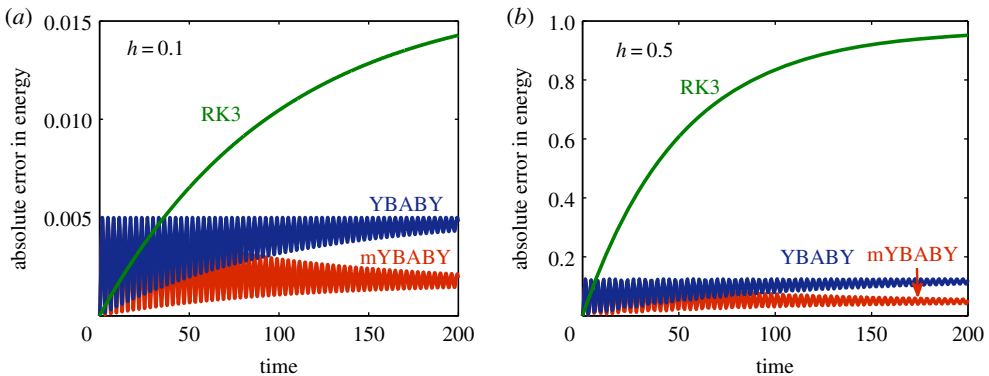 (a)
h = 0.1
absolute error in energy
0.015
0.010
0.005
0
50
100
150
200
time
RK3
YBABY
mYBABY
(b)
h = 0.5
absolute error in energy
1.0
0.8
0.6
0.4
0.2
0
50
100
150
200
time
RK3
YBABY
mYBABY